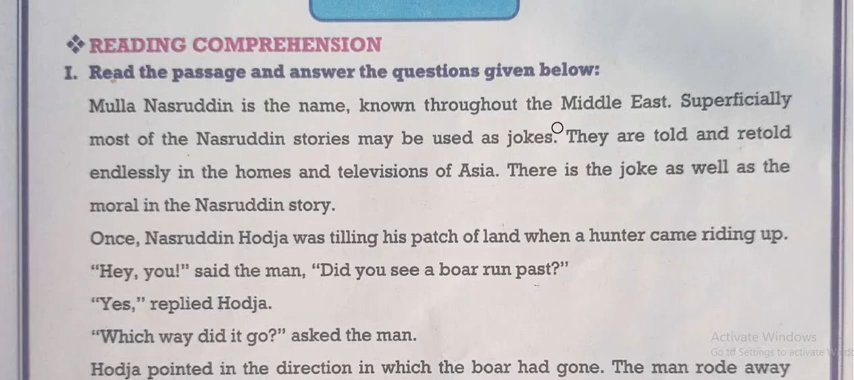 READING COMPREHENSION
I. Read the passage and answer the questions given below:
Mulla Nasruddin is the name, known throughout the Middle East. Superficially
most of the Nasruddin stories may be used as jokes. They are told and retold
endlessly in the homes and televisions of Asia. There is the joke as well as the
moral in the Nasruddin story.
Once, Nasruddin Hodja was tilling his patch of land when a hunter came riding up.
“Hey, you!” said the man, “Did you see a boar run past?”
“Yes,” replied Hodja.
“Which way did it go?” asked the man.
Activate Windows
Go to Settings to activate Windo
Hodja pointed in the direction in which the boar had gone. The man rode away